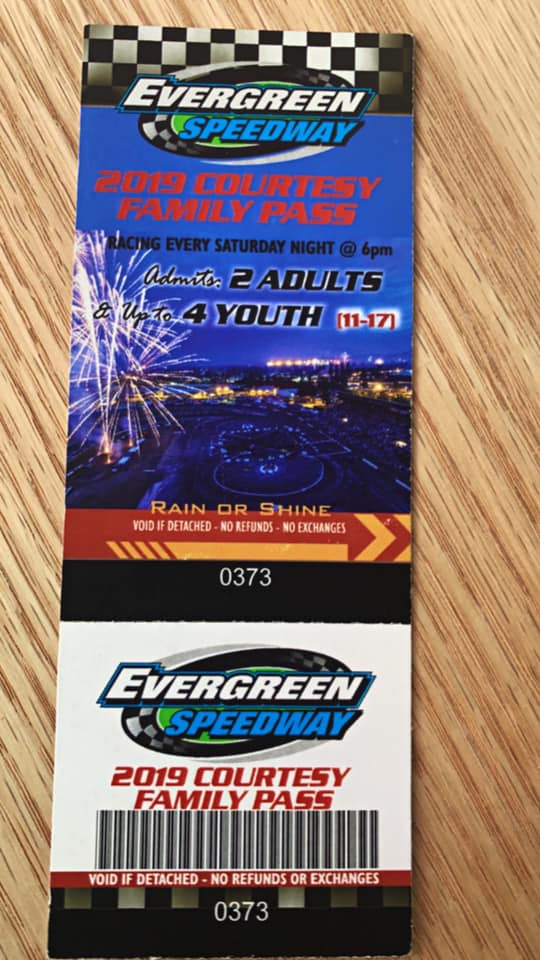 EVERGREEN
SPEEDWAY
2019 COURTESY
FAMILY PASS
RACING EVERY SATURDAY NIGHT @ 6pm
Admits: 2 ADULTS
& Up to 4 YOUTH (11-17)
RAIN OR SHINE
VOID IF DETACHED - NO REFUNDS - NO EXCHANGES
0373
EVERGREEN
SPEEDWAY
2019 COURTESY
FAMILY PASS
VOID IF DETACHED - NO REFUNDS OR EXCHANGES
0373